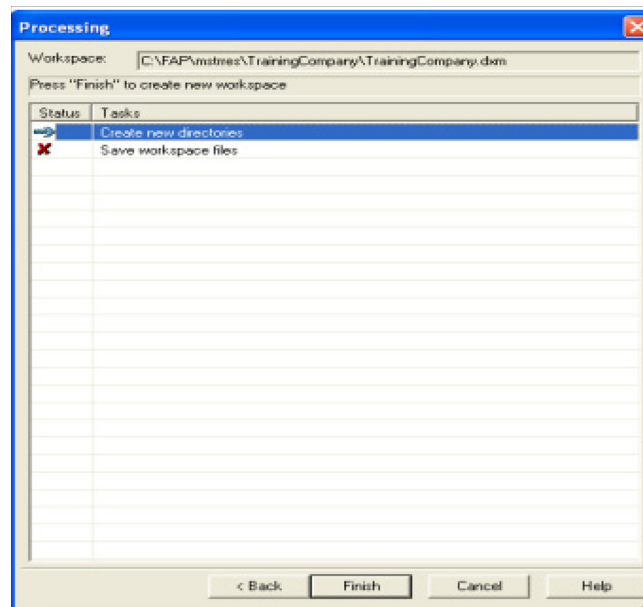 Processing
Workspace: C:\FAP\mstrres\TrainingCompany\TrainingCompany.dxm
Press "Finish" to create new workspace
Status Tasks
Create new directories
Save workspace files
< Back Finish Cancel Help